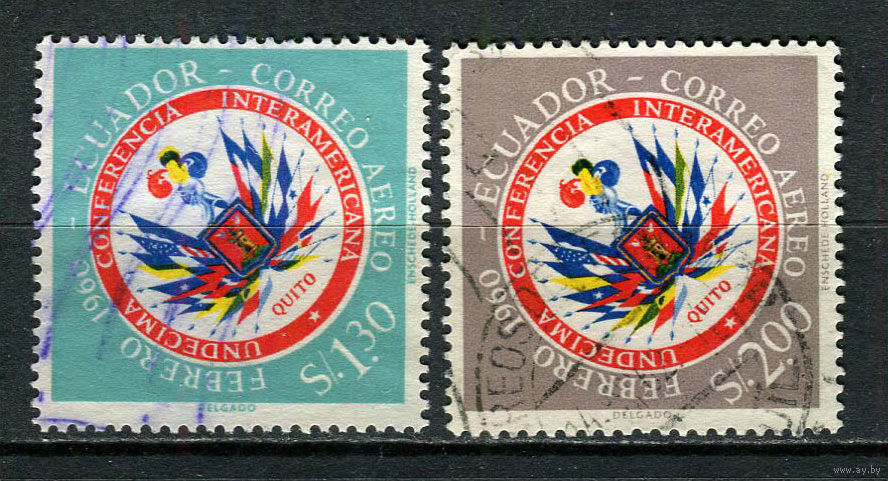 FEBRERO 1960 - ECUADOR - CORREO AEREO
UNDECIMA CONFERENCIA INTERAMERICANA
QUITO
S/.1.30
ENSCHEDE-HOLLAND
DELGADO
FEBRERO 1960 - ECUADOR - CORREO AEREO
UNDECIMA CONFERENCIA INTERAMERICANA
QUITO
S/.2.00
ENSCHEDE-HOLLAND
DELGADO
www.ay.by